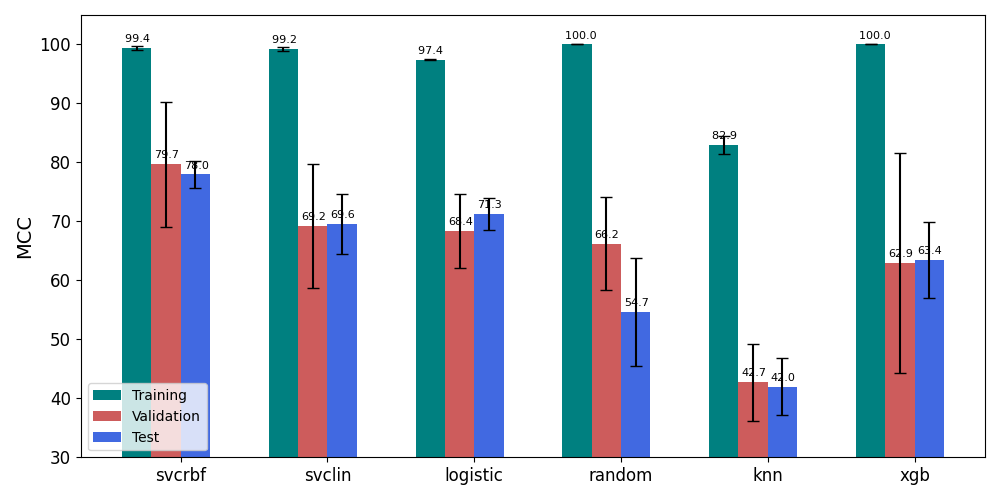 99.4
99.2
97.4
100.0
82.9
100.0
79.7
78.0
69.2
69.6
68.4
71.3
66.2
54.7
42.7
42.0
62.9
63.4
MCC
100
90
80
70
60
50
40
30
Training
Validation
Test
svcrbf
svclin
logistic
random
knn
xgb